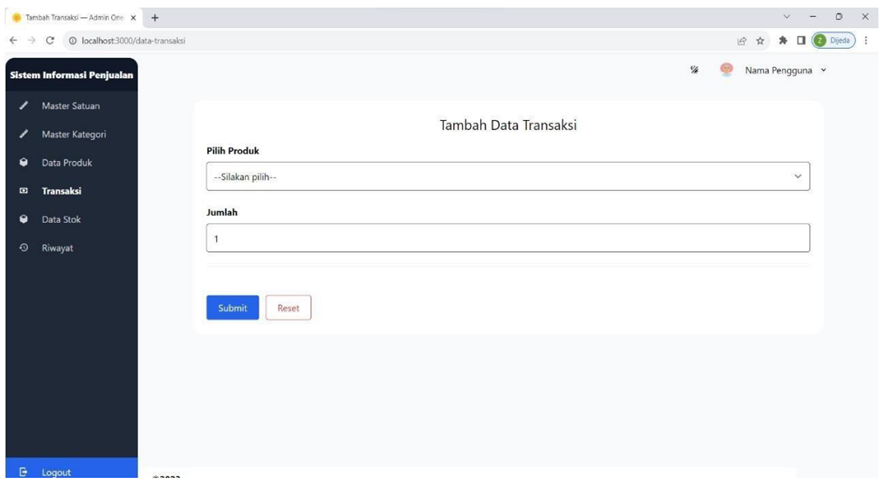 Tambah Transaksi — Admin One
localhost:3000/data-transaksi
Dijeda
Sistem Informasi Penjualan
Nama Pengguna
Master Satuan
Master Kategori
Data Produk
Transaksi
Data Stok
Riwayat
Logout
Tambah Data Transaksi
Pilih Produk
--Silakan pilih--
Jumlah
1
Submit
Reset